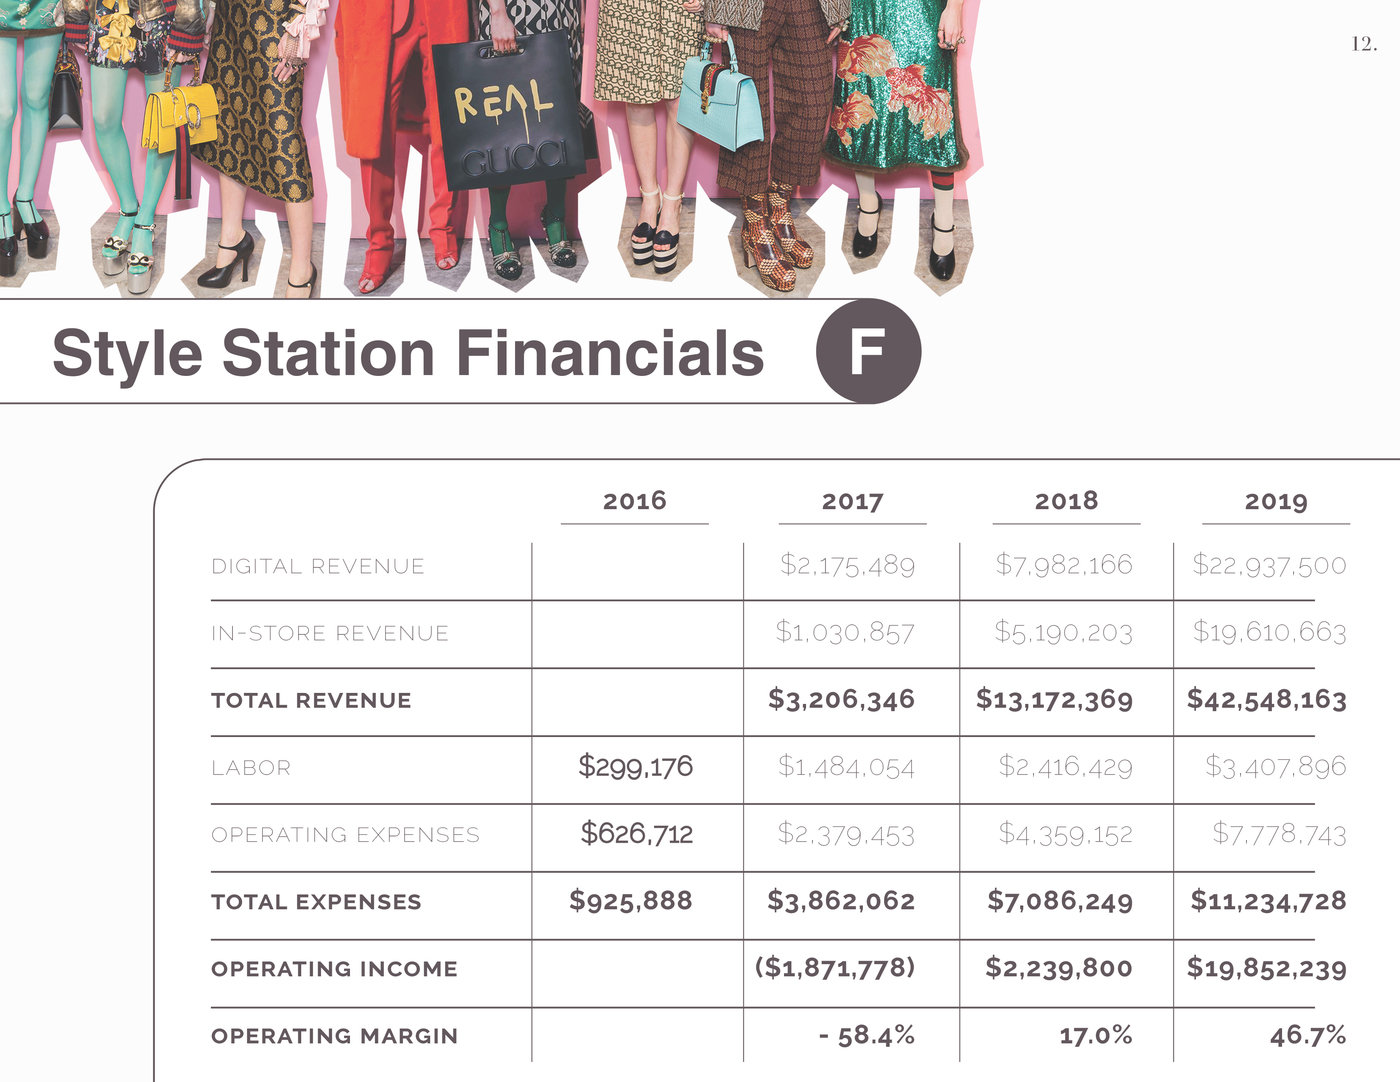 12.
REAL
GUCCI
Style Station Financials F
2016 2017 2018 2019
DIGITAL REVENUE $2,175,489 $7,982,166 $22,937,500
IN-STORE REVENUE $1,030,857 $5,190,203 $19,610,663
TOTAL REVENUE $3,206,346 $13,172,369 $42,548,163
LABOR $299,176 $1,484,054 $2,416,429 $3,407,896
OPERATING EXPENSES $626,712 $2,379,453 $4,359,152 $7,778,743
TOTAL EXPENSES $925,888 $3,862,062 $7,086,249 $11,234,728
OPERATING INCOME ($1,871,778) $2,239,800 $19,852,239
OPERATING MARGIN - 58.4% 17.0% 46.7%